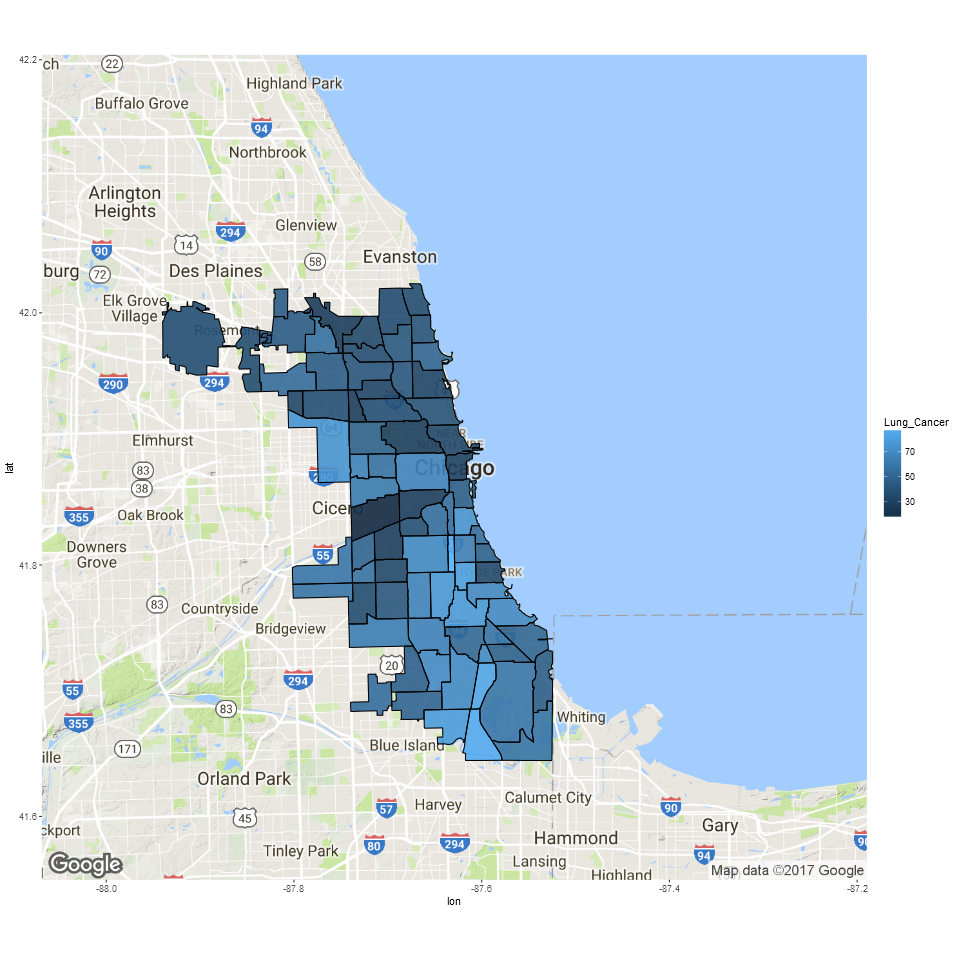 42.2
ch
22
Highland Park
Buffalo Grove
94
Northbrook
Arlington
Heights
294
Glenview
14
90
58
Evanston
burg
72
Des Plaines
Elk Grove
Village
42.0
Rosemont
290
294
64
NEAR
NORTH SIDE
Elmhurst
Chicago
83
38
Cicero
355
Oak Brook
lat
Downers
Grove
55
41.8
HYDE PARK
83
Countryside
Bridgeview
20
55
294
83
355
Whiting
171
Blue Island
ille
Orland Park
Calumet City
Harvey
57
90
41.6
45
Gary
ckport
Hammond
80
294
Tinley Park
94
Lansing
Highland
Google
Map data ©2017 Google
-88.0
-87.8
-87.6
-87.4
-87.2
lon
Lung_Cancer
70
50
30